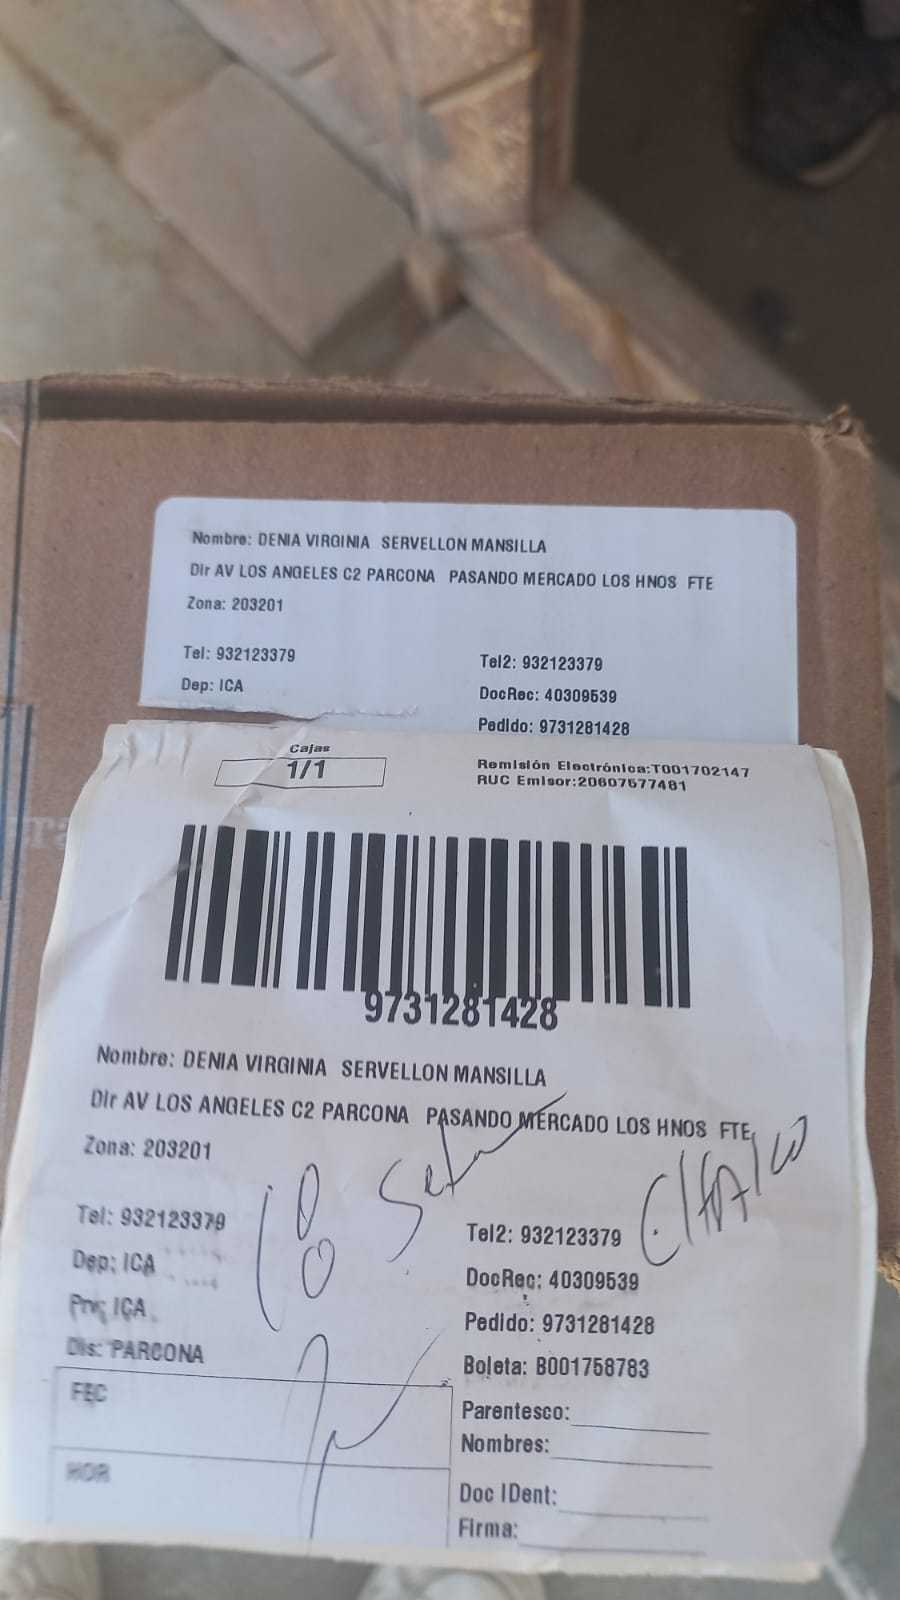 Nombre: DENIA VIRGINIA SERVELLON MANSILLA
Dir AV LOS ANGELES C2 PARCONA PASANDO MERCADO LOS HNOS FTE
Zona: 203201
Tel: 932123379
Tel2: 932123379
Dep: ICA
DocRec: 40309539
Pedido: 9731281428
Cajas
1/1
Remisión Electrónica:T001702147
RUC Emisor:20607577481
9731281428
Nombre: DENIA VIRGINIA SERVELLON MANSILLA
Dir AV LOS ANGELES C2 PARCONA PASANDO MERCADO LOS HNOS FTE
Zona: 203201
Tel: 932123379
Tel2: 932123379
Dep: ICA
DocRec: 40309539
Prv: ICA
Pedido: 9731281428
Dis: PARCONA
Boleta: B001758783
FEC
Parentesco:
Nombres:
HOR
Doc IDent:
Firma: